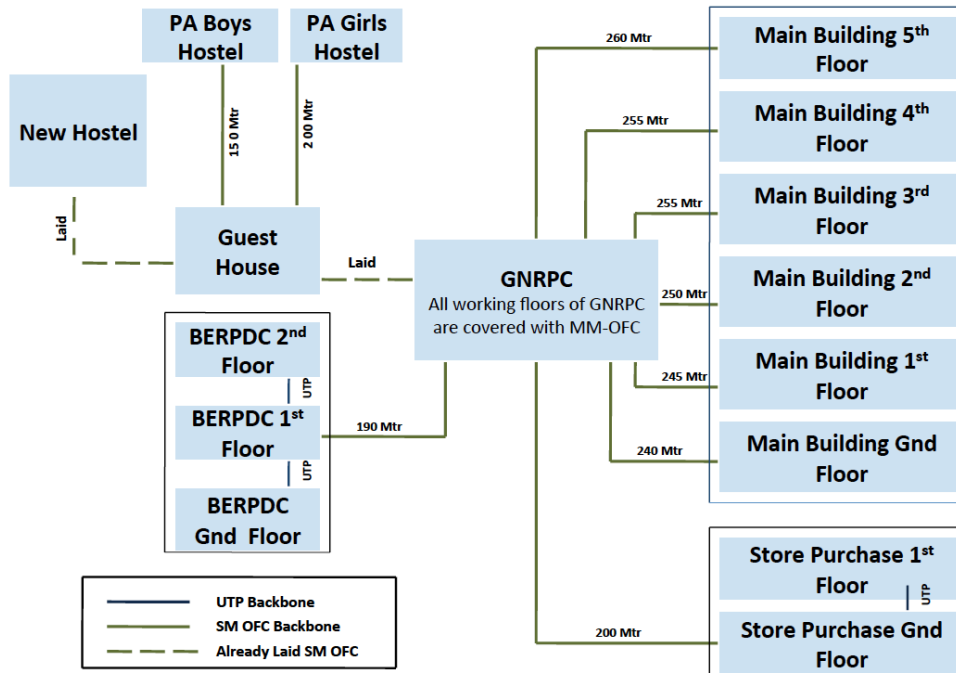 PA Boys
Hostel
PA Girls
Hostel
New Hostel
15 0 Mtr
2 00 Mtr
Laid
Guest
House
Laid
GNRPC
All working floors of GNRPC
are covered with MM-OFC
260 Mtr
Main Building 5th
Floor
255 Mtr
Main Building 4th
Floor
255 Mtr
Main Building 3rd
Floor
250 Mtr
Main Building 2nd
Floor
245 Mtr
Main Building 1st
Floor
240 Mtr
Main Building Gnd
Floor
BERPDC 2nd
Floor
UTP
BERPDC 1st
Floor
190 Mtr
UTP
BERPDC
Gnd Floor
Store Purchase 1st
Floor
UTP
200 Mtr
Store Purchase Gnd
Floor
UTP Backbone
SM OFC Backbone
Already Laid SM OFC